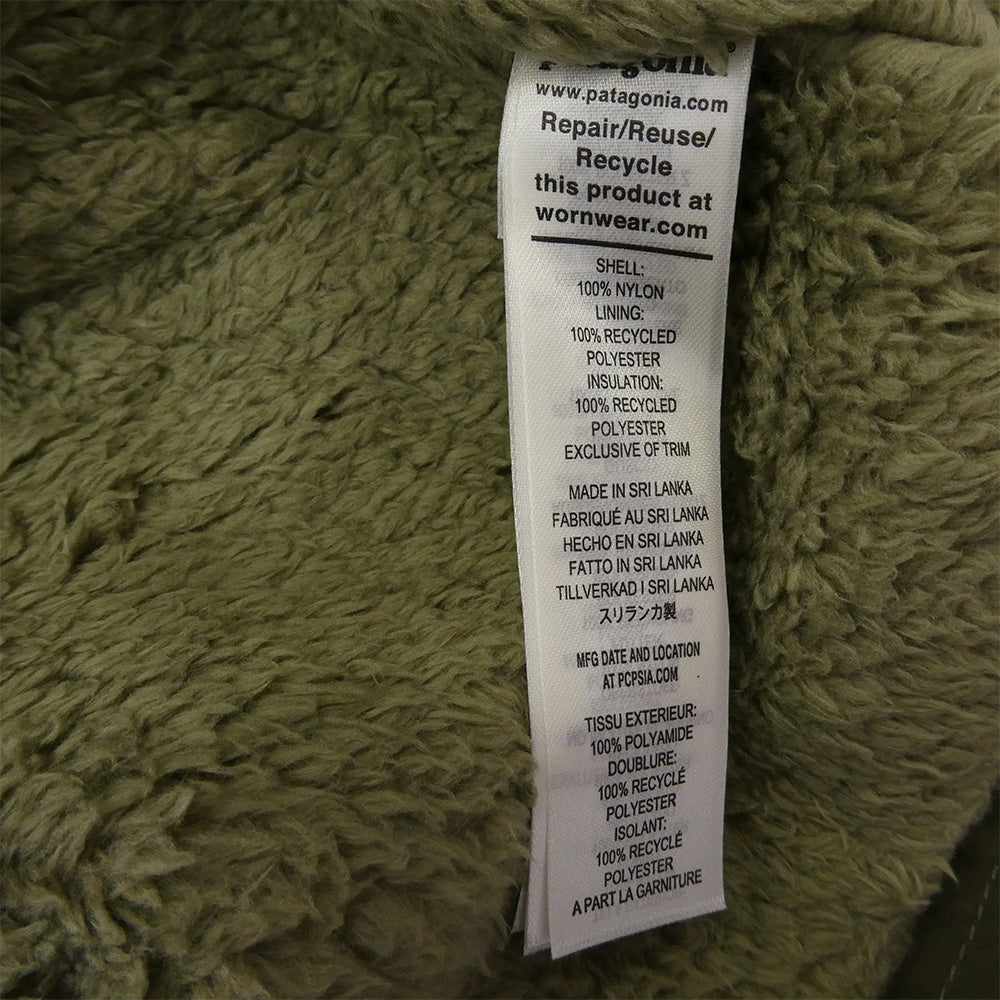 patagonia®
www.patagonia.com
Repair/Reuse/
Recycle
this product at
wornwear.com
SHELL:
100% NYLON
LINING:
100% RECYCLED
POLYESTER
INSULATION:
100% RECYCLED
POLYESTER
EXCLUSIVE OF TRIM
MADE IN SRI LANKA
FABRIQUÉ AU SRI LANKA
HECHO EN SRI LANKA
FATTO IN SRI LANKA
TILLVERKAD I SRI LANKA
スリランカ製
MFG DATE AND LOCATION
AT PCPSIA.COM
TISSU EXTERIEUR:
100% POLYAMIDE
DOUBLURE:
100% RECYCLÉ
POLYESTER
ISOLANT:
100% RECYCLÉ
POLYESTER
A PART LA GARNITURE